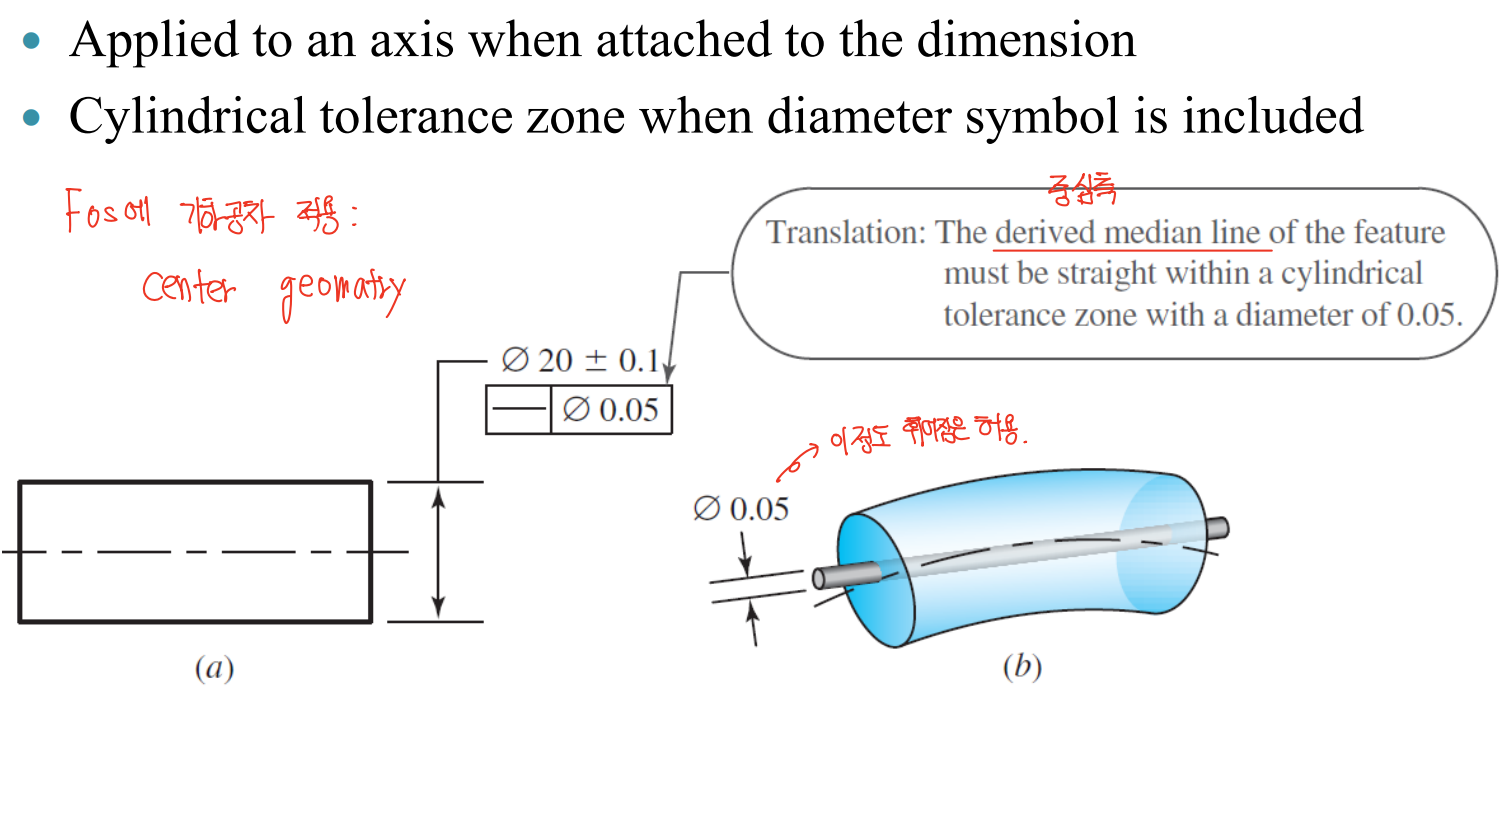 • Applied to an axis when attached to the dimension
• Cylindrical tolerance zone when diameter symbol is included
Fos에 기하공차 적용:
center geomatry
중심축
Translation: The derived median line of the feature
must be straight within a cylindrical
tolerance zone with a diameter of 0.05.
∅ 20 ± 0.1
— ∅ 0.05
이정도 휘어짐은 허용.
∅ 0.05
(a)
(b)